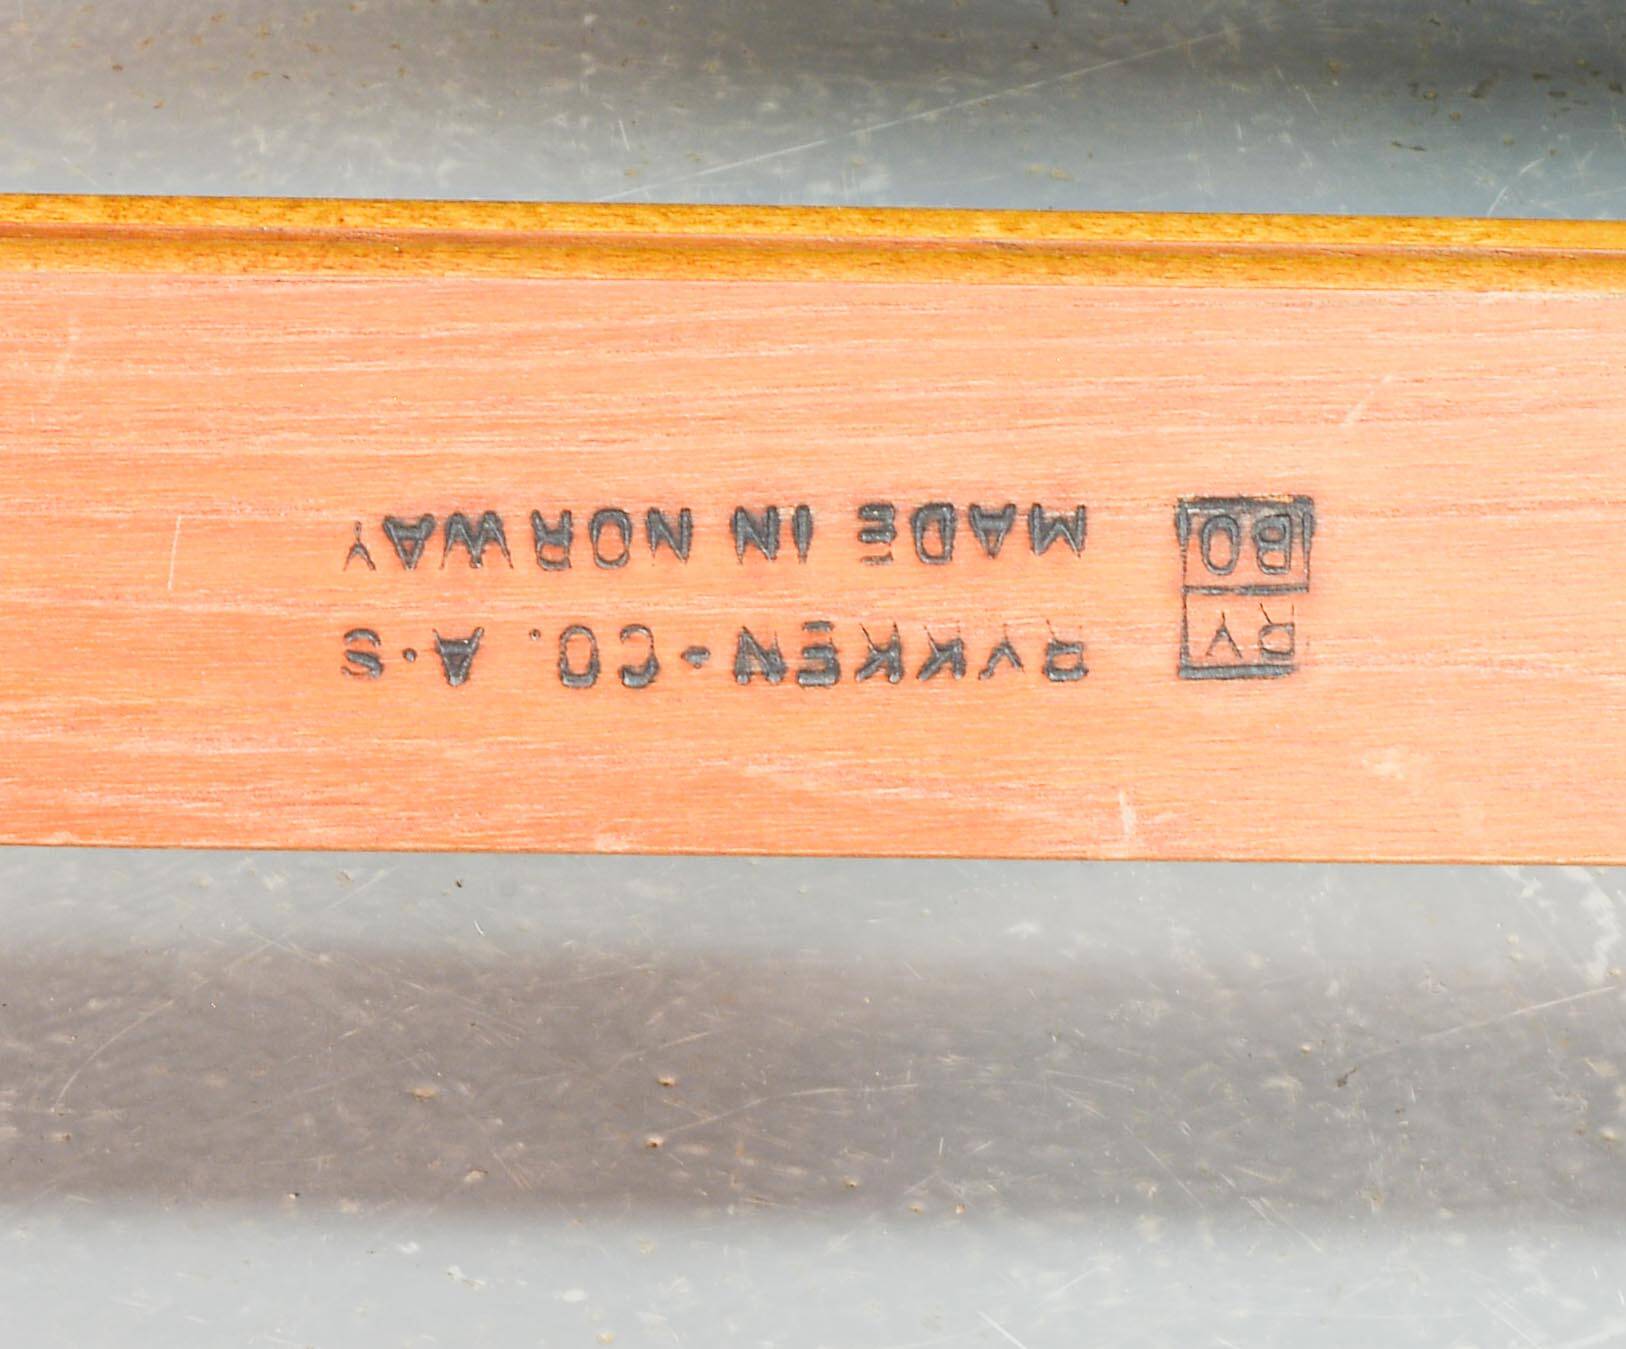 RY
BO
RYKKEN-CO. A·S
MADE IN NORWAY